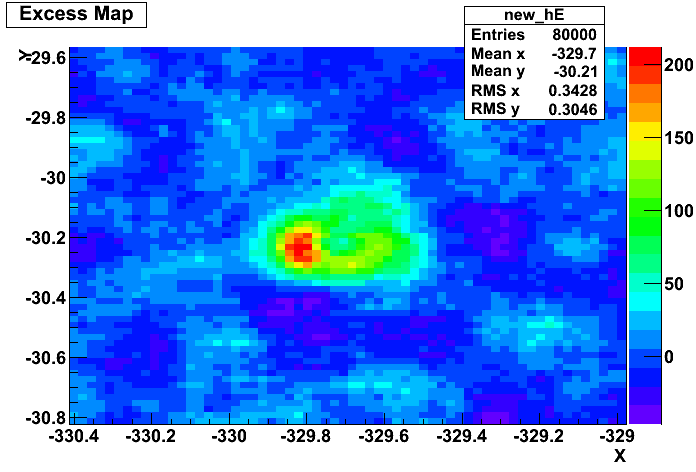 Excess Map
new_hE
Entries 80000
Mean x -329.7
Mean y -30.21
RMS x 0.3428
RMS y 0.3046
Y
-29.6
-29.8
-30
-30.2
-30.4
-30.6
-30.8
-330.4 -330.2 -330 -329.8 -329.6 -329.4 -329.2 -329
X
200
150
100
50
0